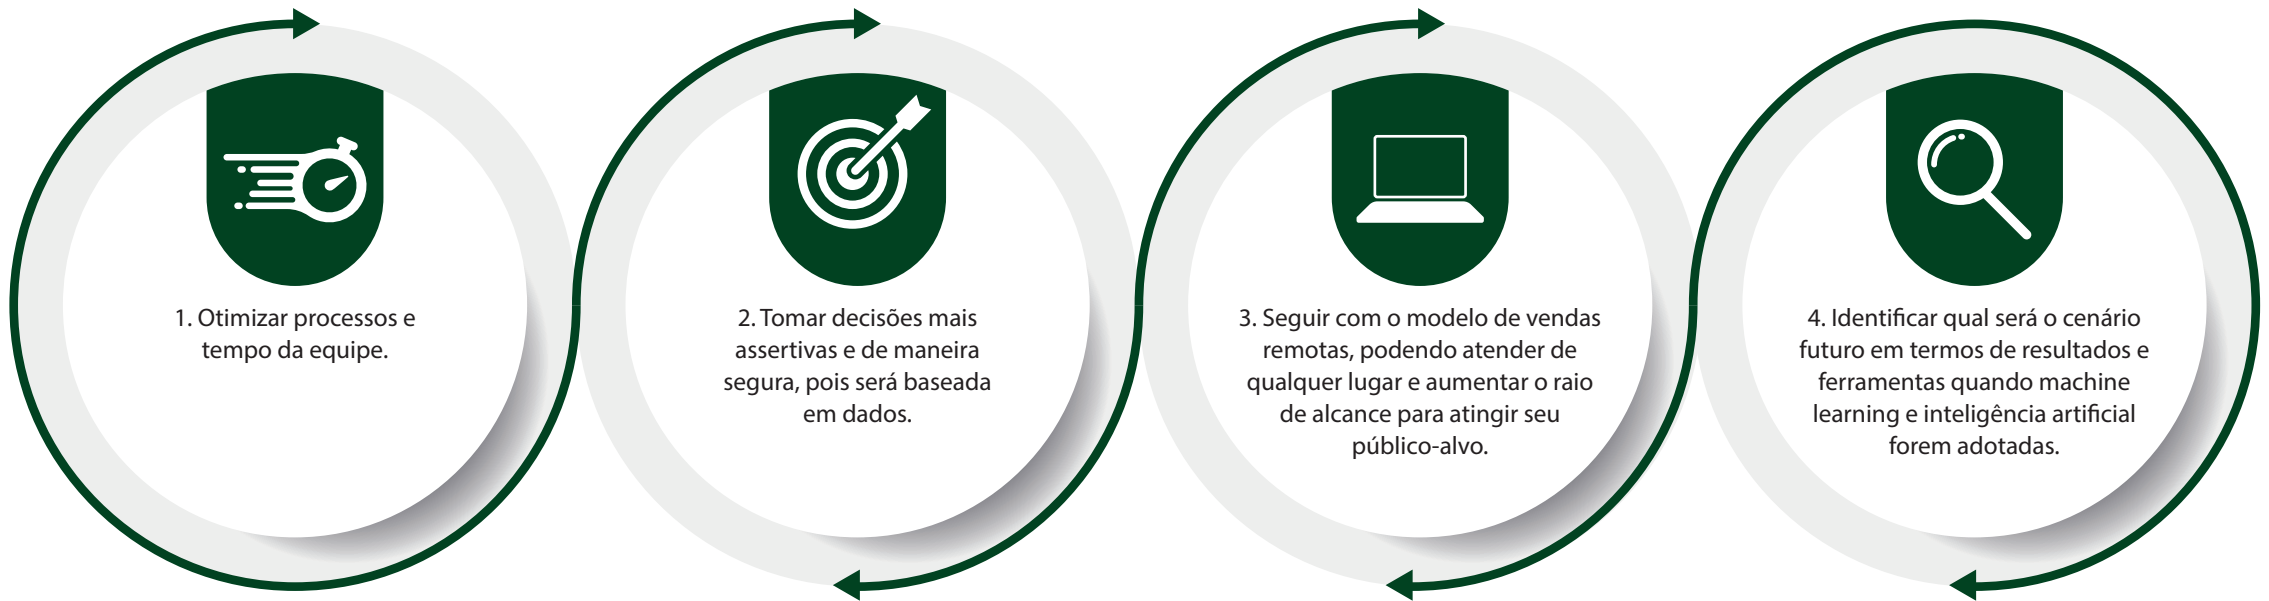 1. Otimizar processos e
tempo da equipe.
2. Tomar decisões mais
assertivas e de maneira
segura, pois será baseada
em dados.
3. Seguir com o modelo de vendas
remotas, podendo atender de
qualquer lugar e aumentar o raio
de alcance para atingir seu
público-alvo.
4. Identificar qual será o cenário
futuro em termos de resultados e
ferramentas quando machine
learning e inteligência artificial
forem adotadas.